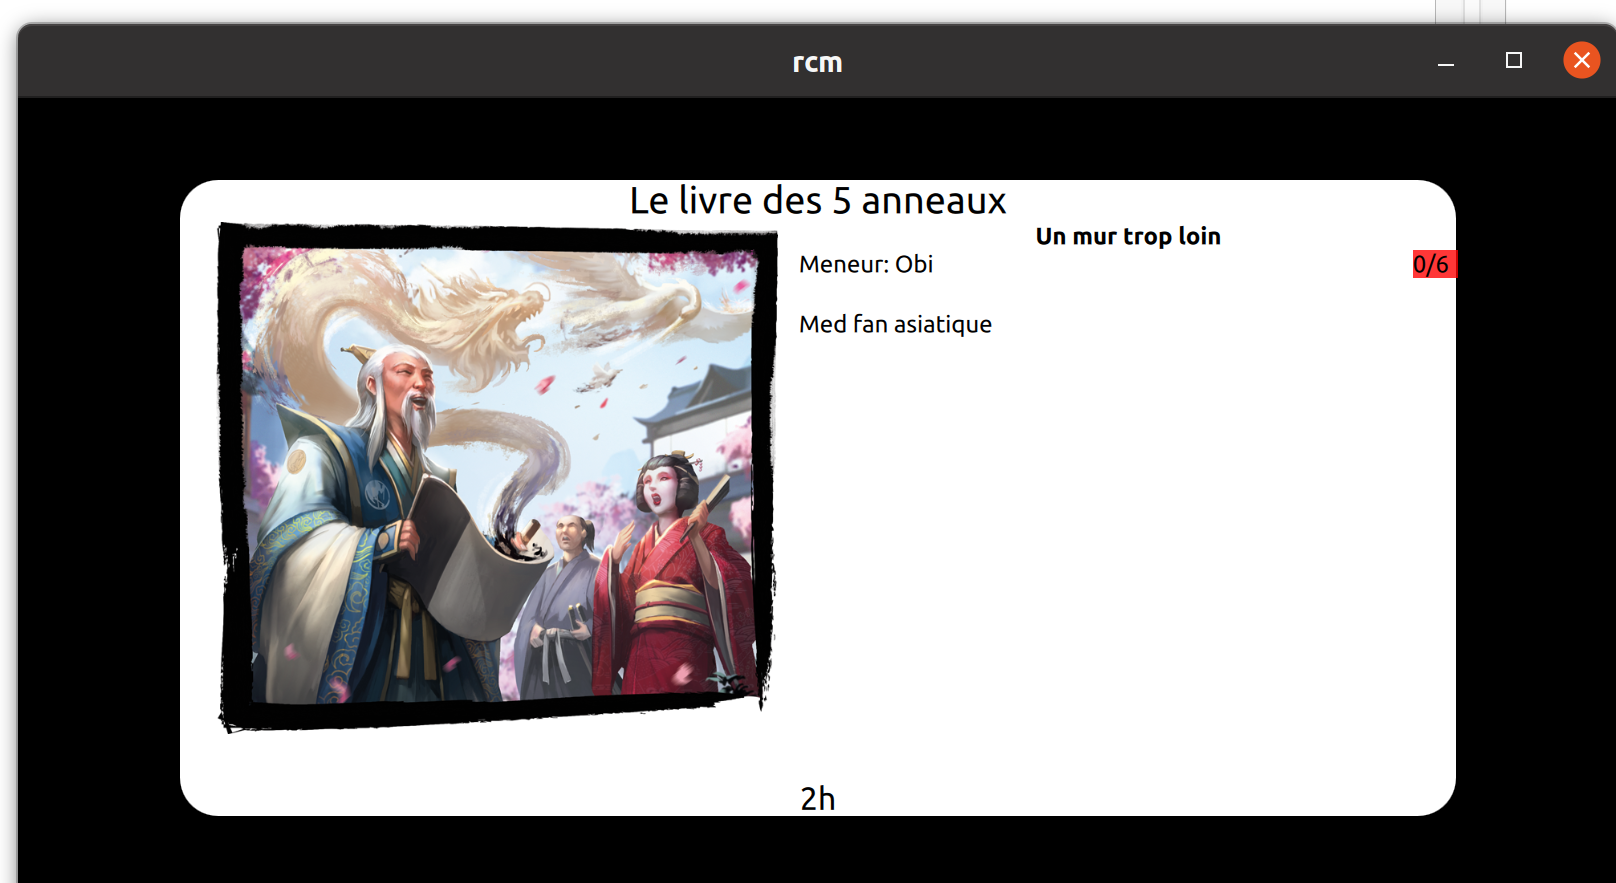 rcm
Le livre des 5 anneaux
Un mur trop loin
Meneur: Obi 0/6
Med fan asiatique
2h